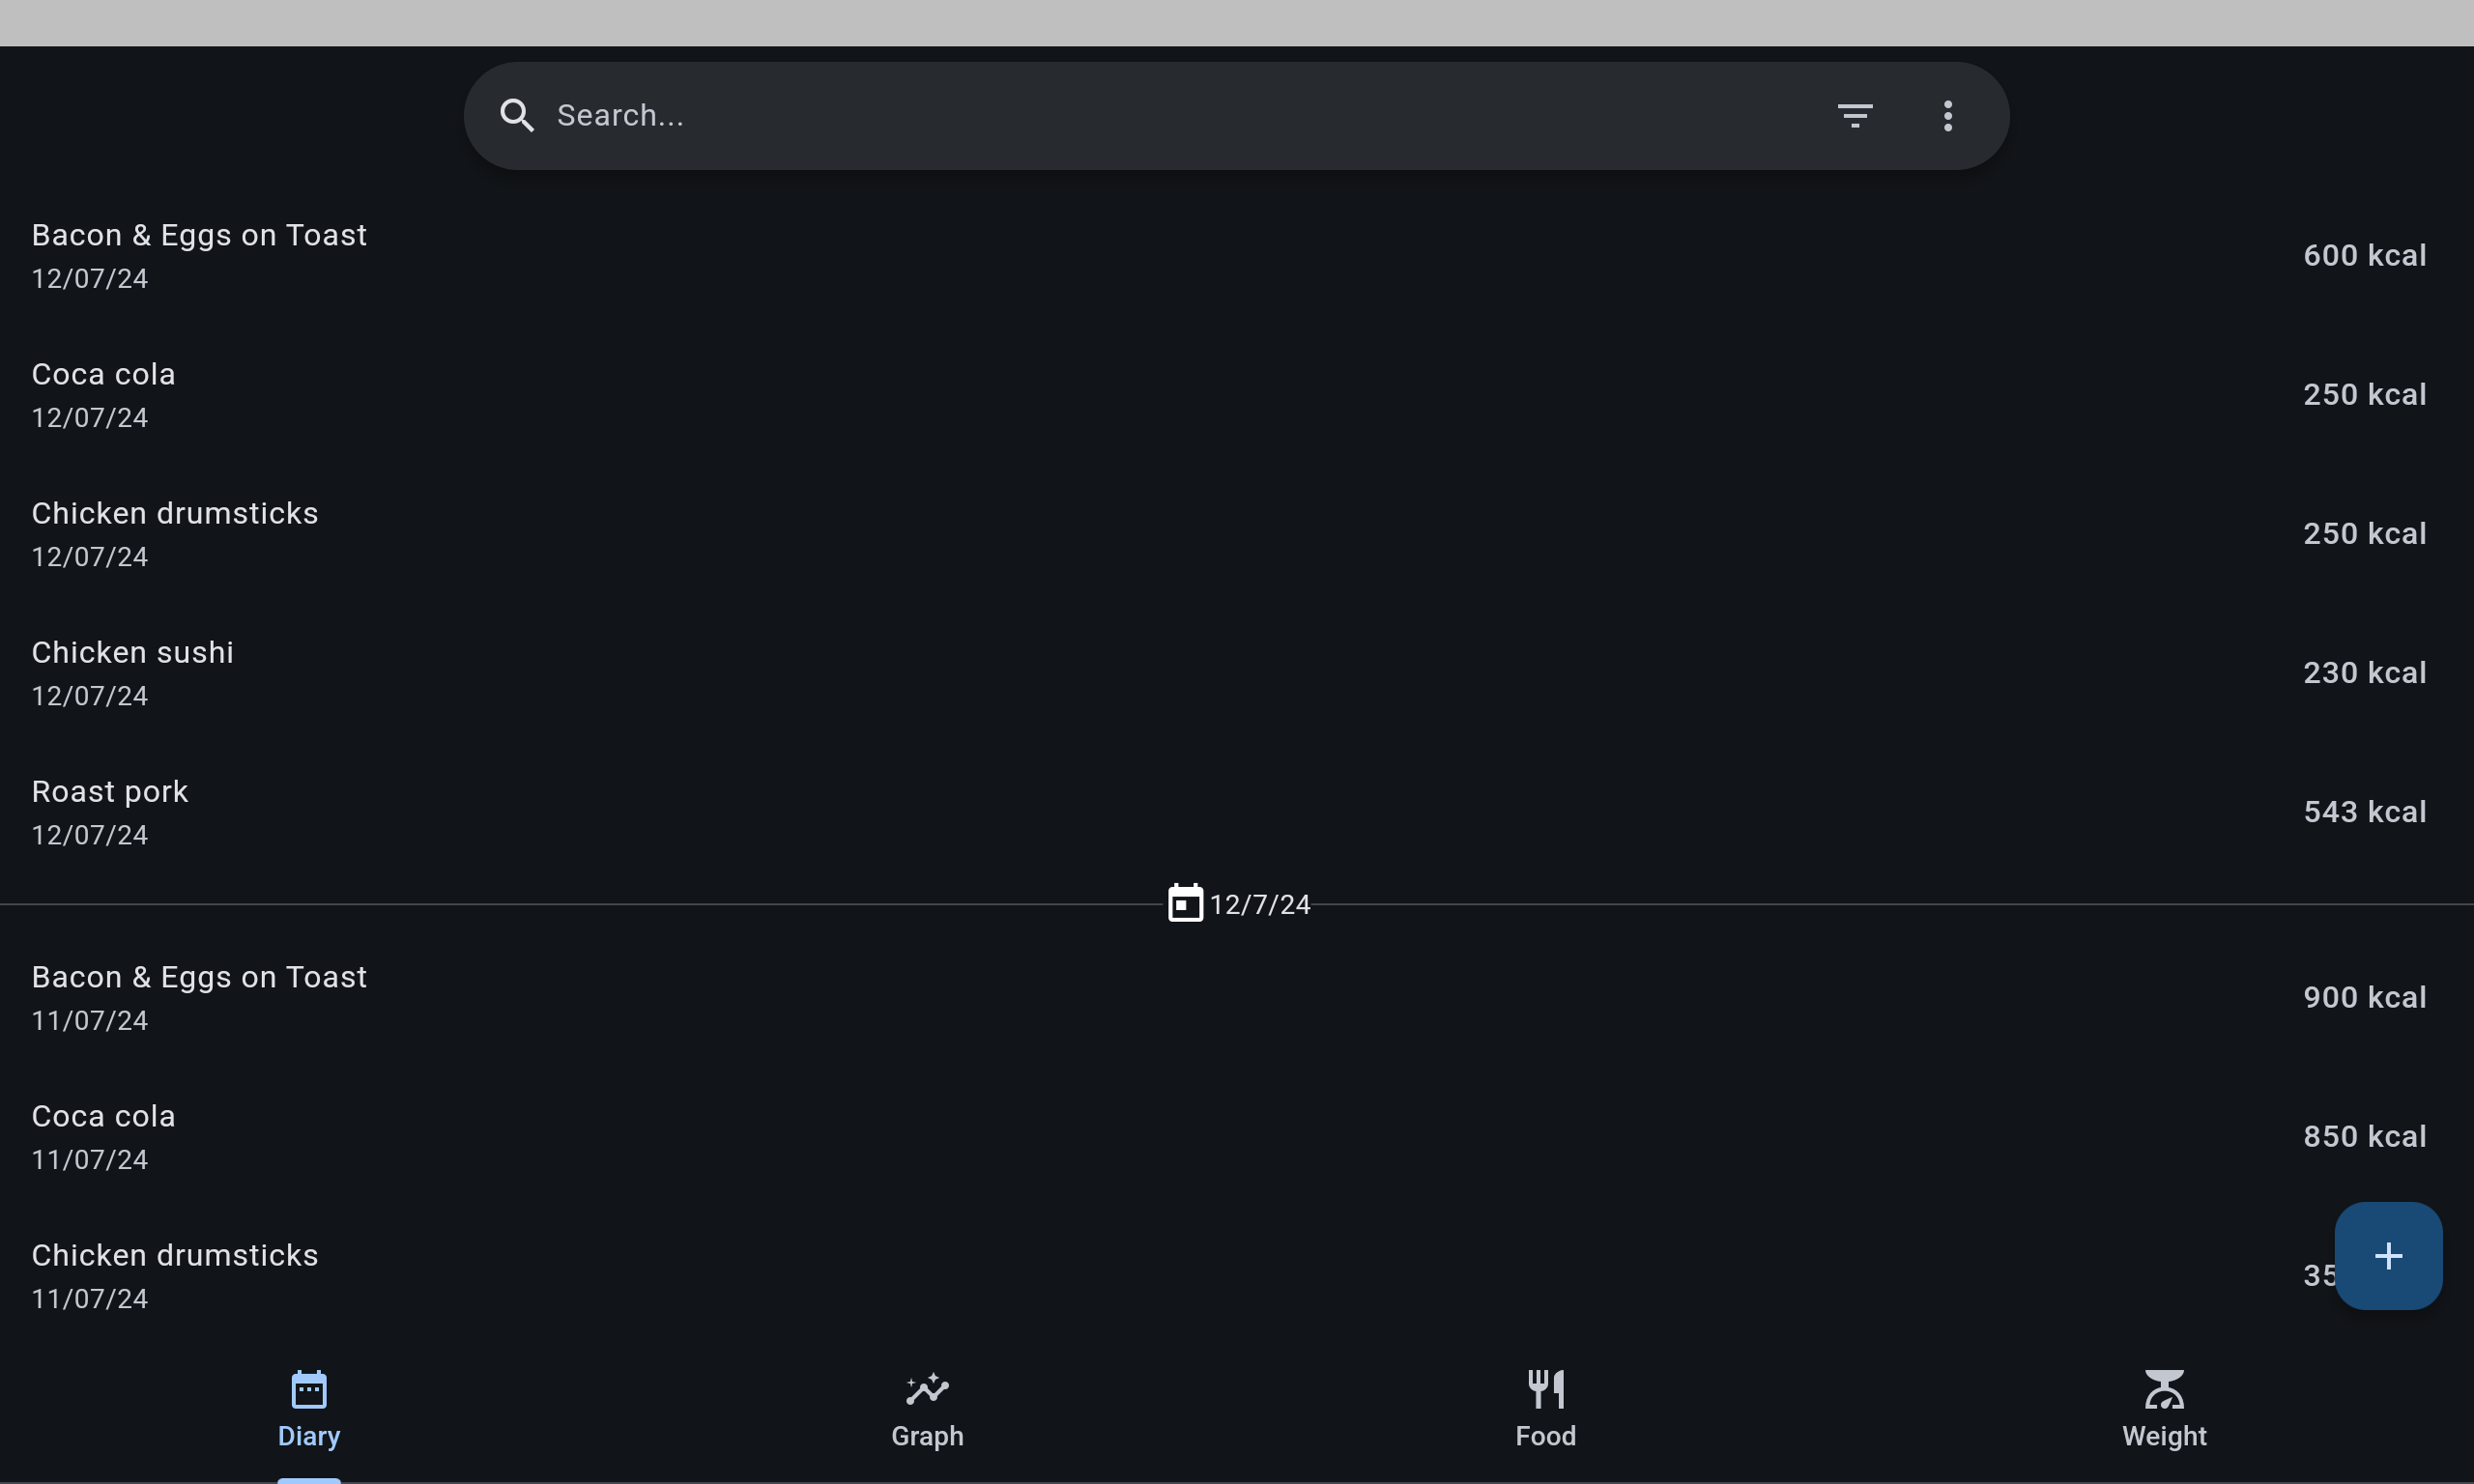 Search...
Bacon & Eggs on Toast
12/07/24
600 kcal
Coca cola
12/07/24
250 kcal
Chicken drumsticks
12/07/24
250 kcal
Chicken sushi
12/07/24
230 kcal
Roast pork
12/07/24
543 kcal
12/7/24
Bacon & Eggs on Toast
11/07/24
900 kcal
Coca cola
11/07/24
850 kcal
Chicken drumsticks
11/07/24
Diary
Graph
Food
Weight